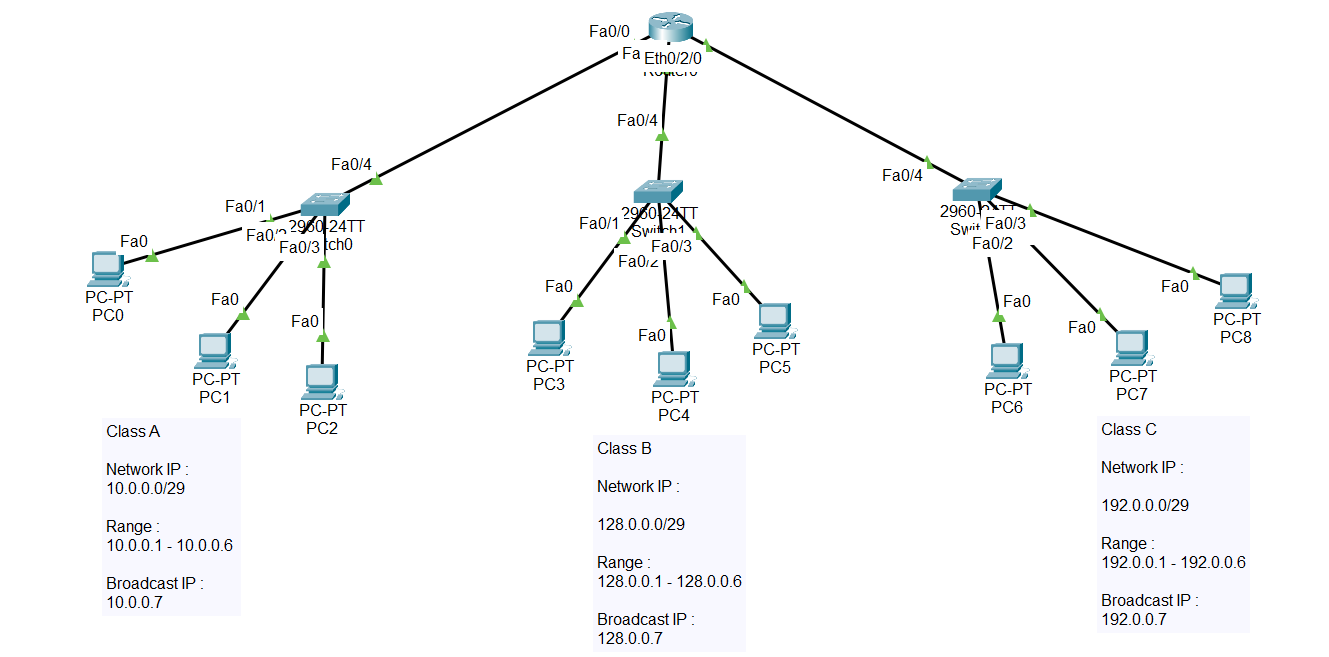 Fa0/0
Fa
Eth0/2/0
Router0
Fa0/4
Fa0/4
Fa0/4
Fa0/1
2960-24TT
Fa0/2
tch0
Fa0/3
Fa0
PC-PT
PC0
Fa0
PC-PT
PC1
Fa0
PC-PT
PC2
2960-24TT
Fa0/1
Switch1
Fa0/3
Fa0/2
Fa0
PC-PT
PC3
Fa0
PC-PT
PC4
Fa0
PC-PT
PC5
Fa0/3
Fa0/2
Fa0
PC-PT
PC6
Fa0
PC-PT
PC7
Fa0
PC-PT
PC8
Class A
Network IP :
10.0.0.0/29
Range :
10.0.0.1 - 10.0.0.6
Broadcast IP :
10.0.0.7
Class B
Network IP :
128.0.0.0/29
Range :
128.0.0.1 - 128.0.0.6
Broadcast IP :
128.0.0.7
Class C
Network IP :
192.0.0.0/29
Range :
192.0.0.1 - 192.0.0.6
Broadcast IP :
192.0.0.7